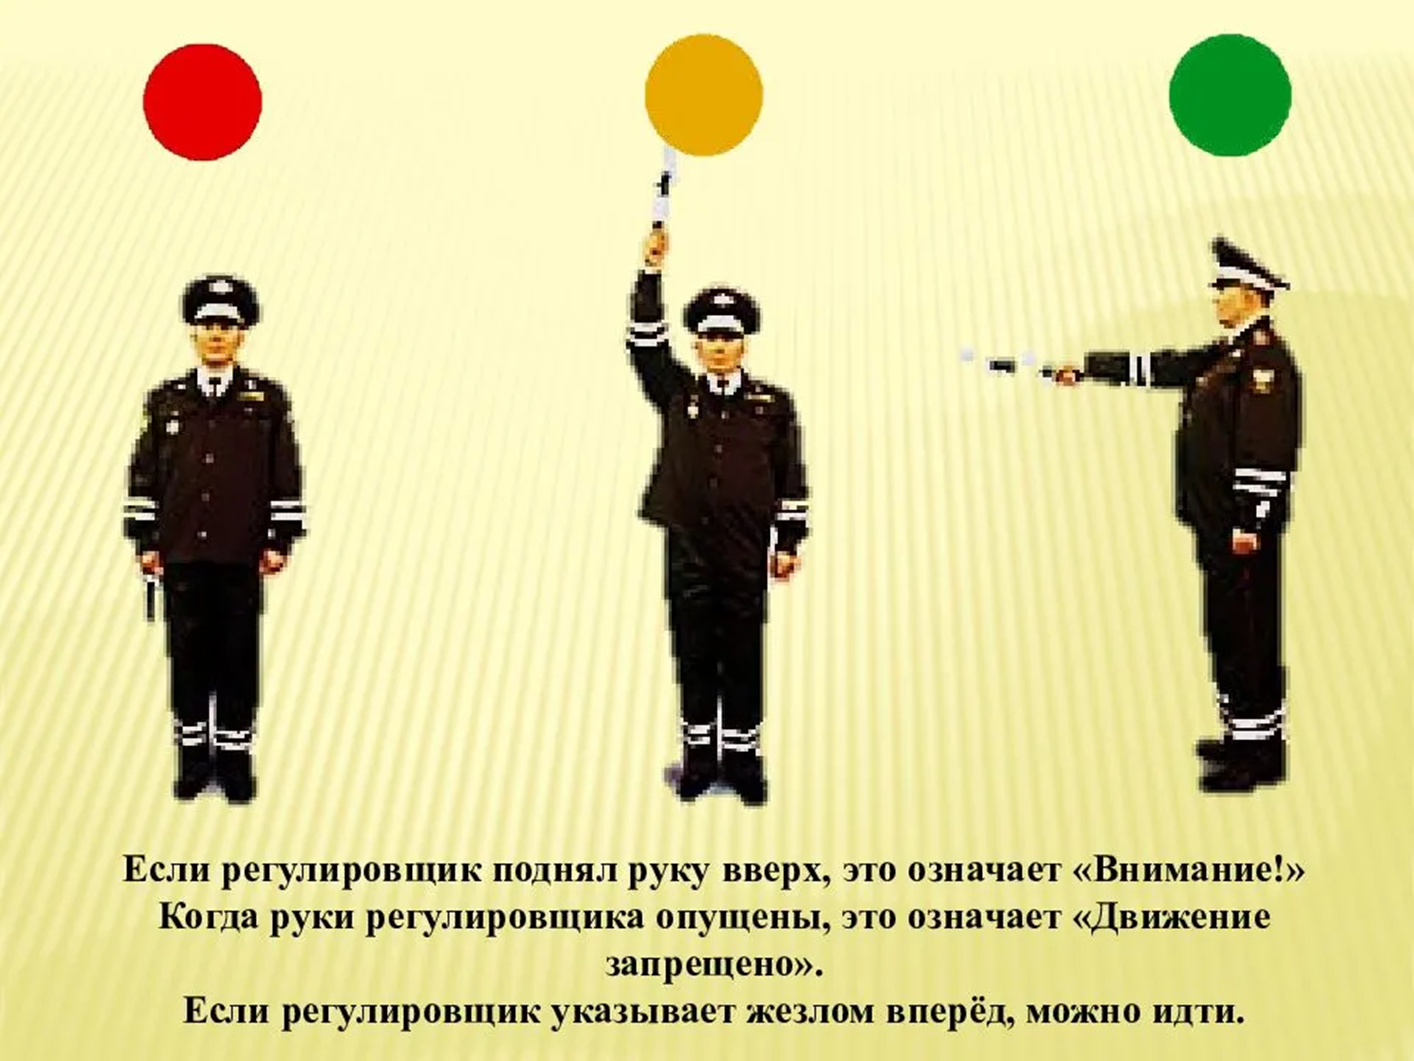 Если регулировщик поднял руку вверх, это означает «Внимание!»
Когда руки регулировщика опущены, это означает «Движение
запрещено».
Если регулировщик указывает жезлом вперёд, можно идти.